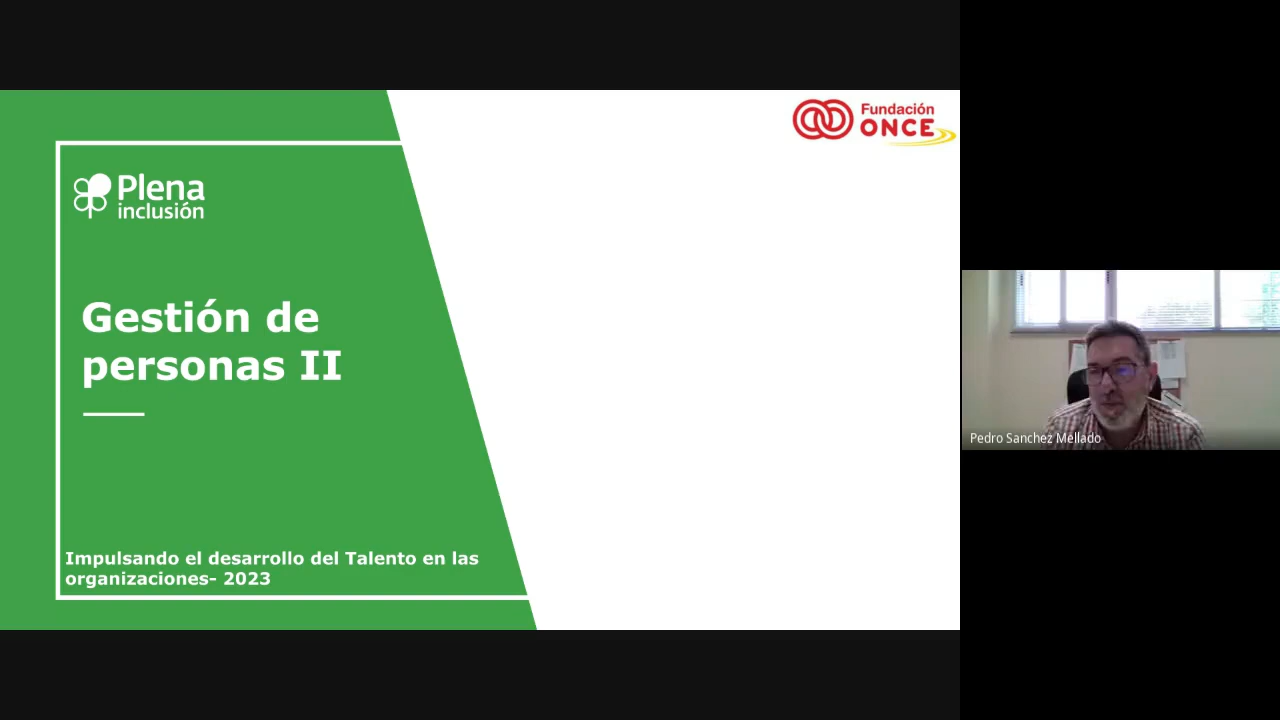 Fundación
ONCE
Plena
inclusión
Gestión de
personas II
Impulsando el desarrollo del Talento en las
organizaciones- 2023
Pedro Sanchez Mellado